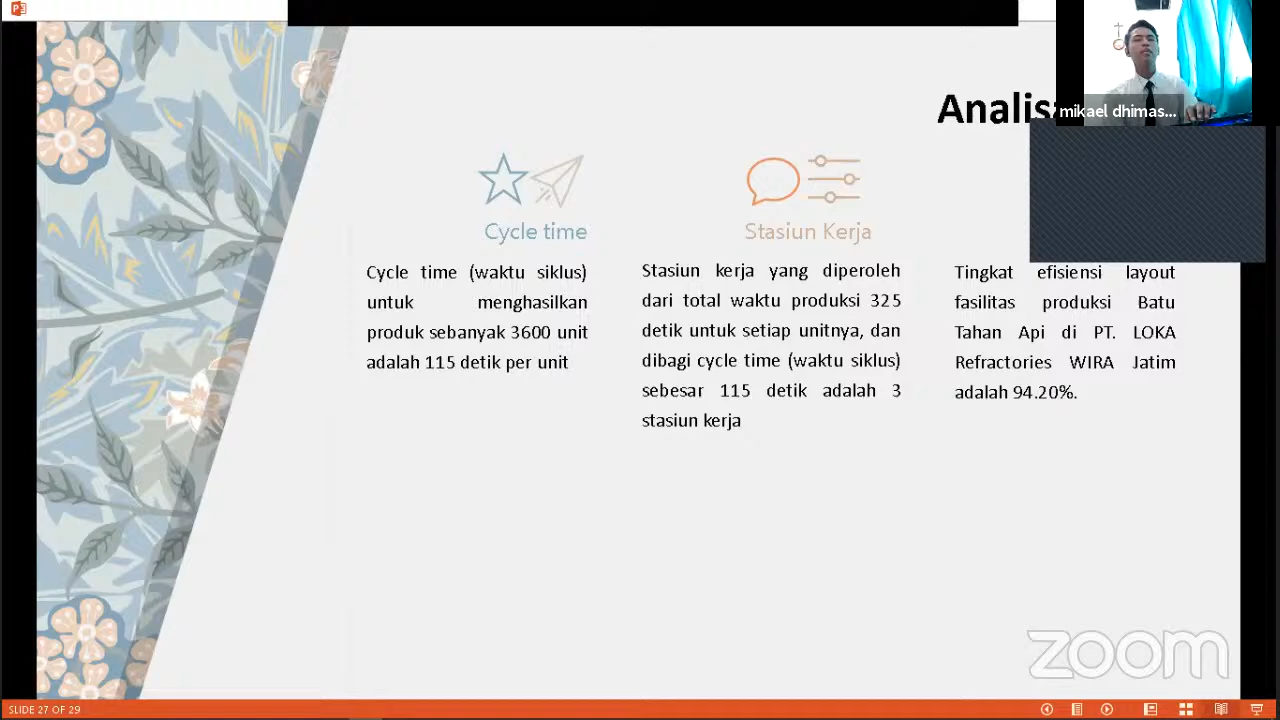 Analis
mikael dhimas...
Cycle time
Cycle time (waktu siklus)
untuk menghasilkan
produk sebanyak 3600 unit
adalah 115 detik per unit
Stasiun Kerja
Stasiun kerja yang diperoleh
dari total waktu produksi 325
detik untuk setiap unitnya, dan
dibagi cycle time (waktu siklus)
sebesar 115 detik adalah 3
stasiun kerja
Tingkat efisiensi layout
fasilitas produksi Batu
Tahan Api di PT. LOKA
Refractories WIRA Jatim
adalah 94.20%.
zoom
SLIDE 27 OF 29